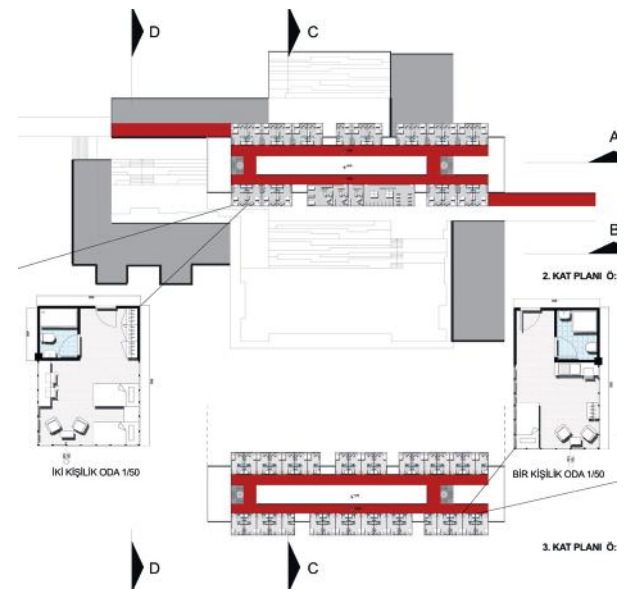 D
C
A
B
2. KAT PLANI Ö:
İKİ KİŞİLİK ODA 1/50
BİR KİŞİLİK ODA 1/50
3. KAT PLANI Ö:
D
C